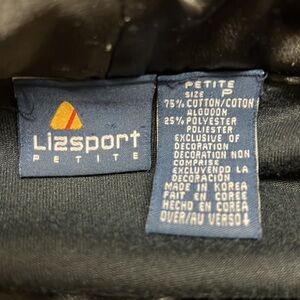 Lizsport
PETITE
PETITE
SIZE P
75% COTTON/COTON
ALGODON
25% POLYESTER
POLIESTER
EXCLUSIVE OF
DECORATION
DECORATION NON
COMPRISE
EXCLUYENDO LA
DECORACION
MADE IN KOREA
FAIT EN COREE
HECHO EN COREA
OVER/AU VERSO↓